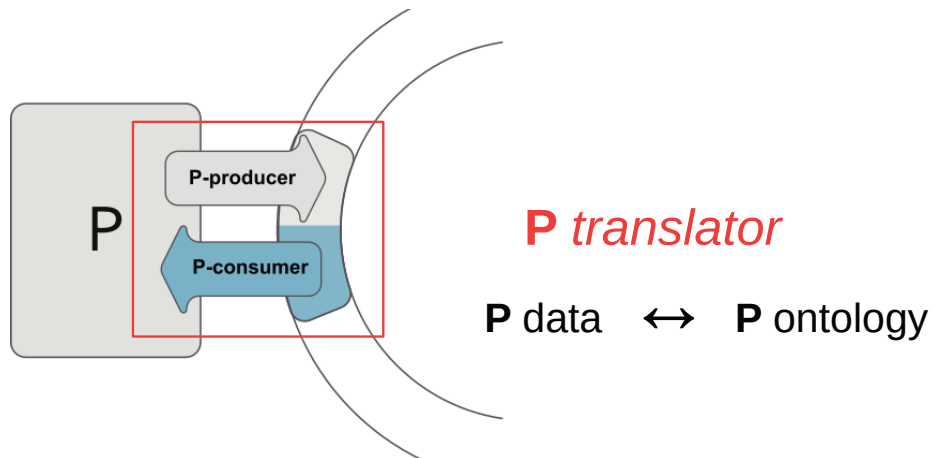 P
P-producer
P-consumer
P translator
P data ↔ P ontology